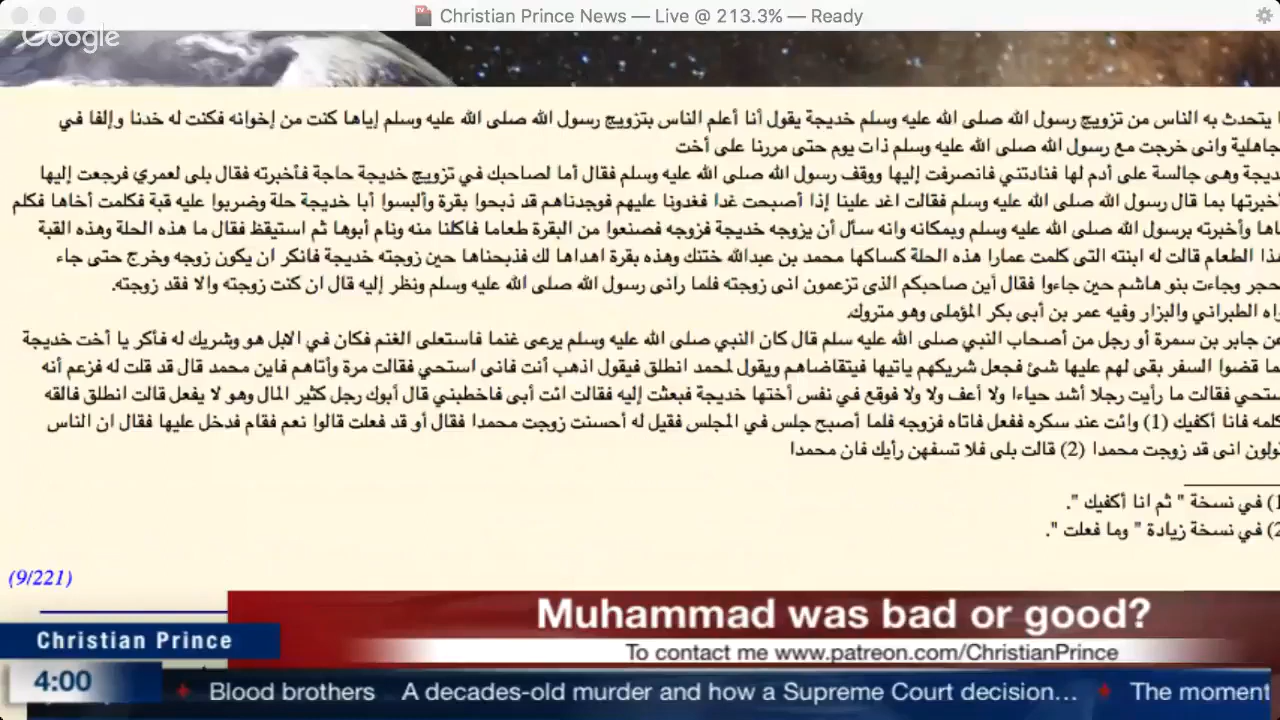 Christian Prince News — Live @ 213.3% — Ready
Google
يتحدث به الناس من تزويج رسول الله صلى الله عليه وسلم خديجة يقول أنا أعلم الناس بتزويج رسول الله صلى الله عليه وسلم إياها كنت من إخوانه فكنت له خدنا وإلفا في
جاهلية وانى خرجت مع رسول الله صلى الله عليه وسلم ذات يوم حتى مررنا على أخت
ديجة وهى جالسة على أدم لها فنادتني فانصرفت إليها ووقف رسول الله صلى الله عليه وسلم فقال أما لصاحبك في تزويج خديجة حاجة فأخبرته فقال بلى لعمري فرجعت إليها
خبرتها بما قال رسول الله صلى الله عليه وسلم فقالت اغد علينا إذا أصبحت غدا فغدونا عليهم فوجدناهم قد ذبحوا بقرة وألبسوا أبا خديجة حلة وضربوا عليه قبة فكلمت أخاها فكلم
اها وأخبرته برسول الله صلى الله عليه وسلم وبمكانه وانه سأل أن يزوجه خديجة فزوجه فصنعوا من البقرة طعاما فاكلنا منه ونام أبوها ثم استيقظ فقال ما هذه الحلة وهذه القبة
هذا الطعام قالت له ابنته التى كلمت عمارا هذه الحلة كساكها محمد بن عبدالله ختنك وهذه بقرة اهداها لك فذبحناها حين زوجته خديجة فانكر ان يكون زوجه وخرج حتى جاء
حجر وجاءت بنو هاشم حين جاءوا فقال أين صاحبكم الذى تزعمون انى زوجته فلما رانى رسول الله صلى الله عليه وسلم ونظر إليه قال ان كنت زوجته والا فقد زوجته.
واه الطبراني والبزار وفيه عمر بن أبى بكر المؤملى وهو متروك.
عن جابر بن سمرة أو رجل من أصحاب النبي صلى الله عليه سلم قال كان النبي صلى الله عليه وسلم يرعى غنما فاستعلى الغنم فكان في الابل هو وشريك له فأكر يا أخت خديجة
ما قضوا السفر بقى لهم عليها شئ فجعل شريكهم ياتيها فيتقاضاهم ويقول لمحمد انطلق فيقول اذهب أنت فانى استحي فقالت مرة وأتاهم فاين محمد قال قد قلت له فزعم أنه
ستحي فقالت ما رأيت رجلا أشد حياءا ولا أعف ولا ولا فوقع في نفس أختها خديجة فبعثت إليه فقالت ائت أبى فاخطبني قال أبوك رجل كثير المال وهو لا يفعل قالت انطلق فالقه
كلمه فانا أكفيك (1) وائت عند سكره ففعل فاتاه فزوجه فلما أصبح جلس في المجلس فقيل له أحسنت زوجت محمدا فقال أو قد فعلت قالوا نعم فقام فدخل عليها فقال ان الناس
قولون انى قد زوجت محمدا (2) قالت بلى فلا تسفهن رأيك فان محمدا
(1) في نسخة " ثم انا أكفيك ".
(2) في نسخة زيادة " وما فعلت ".
(9/221)
Muhammad was bad or good?
Christian Prince
To contact me www.patreon.com/ChristianPrince
4:00
Blood brothers A decades-old murder and how a Supreme Court decision... The moment